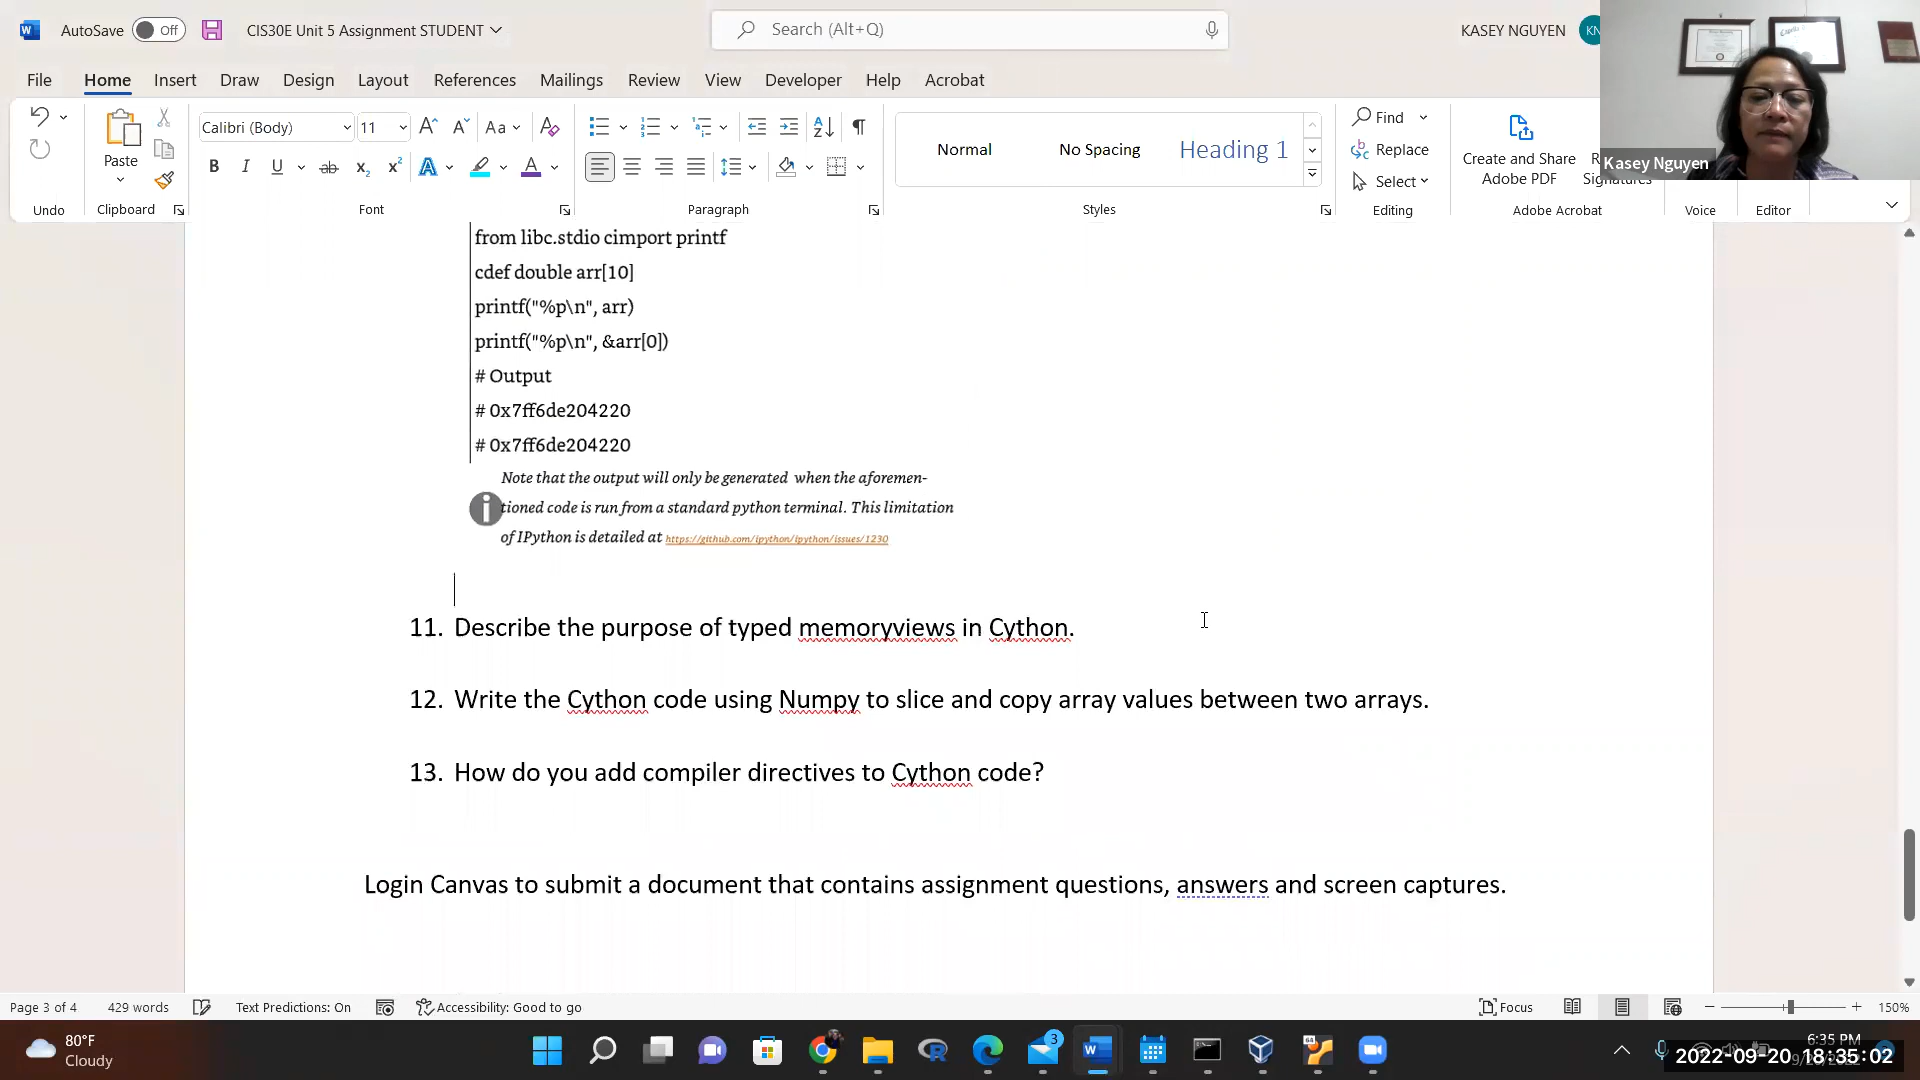 AutoSave
Off
CIS30E Unit 5 Assignment STUDENT
Search (Alt+Q)
KASEY NGUYEN
KN
File
Home
Insert
Draw
Design
Layout
References
Mailings
Review
View
Developer
Help
Acrobat
Paste
Undo
Clipboard
Calibri (Body)
11
Font
Paragraph
Normal
No Spacing
Heading 1
Styles
Find
Replace
Select
Editing
Create and Share
Adobe PDF
Signatures
Adobe Acrobat
Voice
Editor
Kasey Nguyen
from libc.stdio cimport printf
cdef double arr[10]
printf("%p\n", arr)
printf("%p\n", &arr[0])
# Output
# 0x7ff6de204220
# 0x7ff6de204220
Note that the output will only be generated when the aforemen-
tioned code is run from a standard python terminal. This limitation
of IPython is detailed at https://github.com/ipython/ipython/issues/1230
11. Describe the purpose of typed memoryviews in Cython.
12. Write the Cython code using Numpy to slice and copy array values between two arrays.
13. How do you add compiler directives to Cython code?
Login Canvas to submit a document that contains assignment questions, answers and screen captures.
Page 3 of 4
429 words
Text Predictions: On
Accessibility: Good to go
Focus
150%
80°F
Cloudy
3
64
6:35 PM
2022-09-20 18:35:02